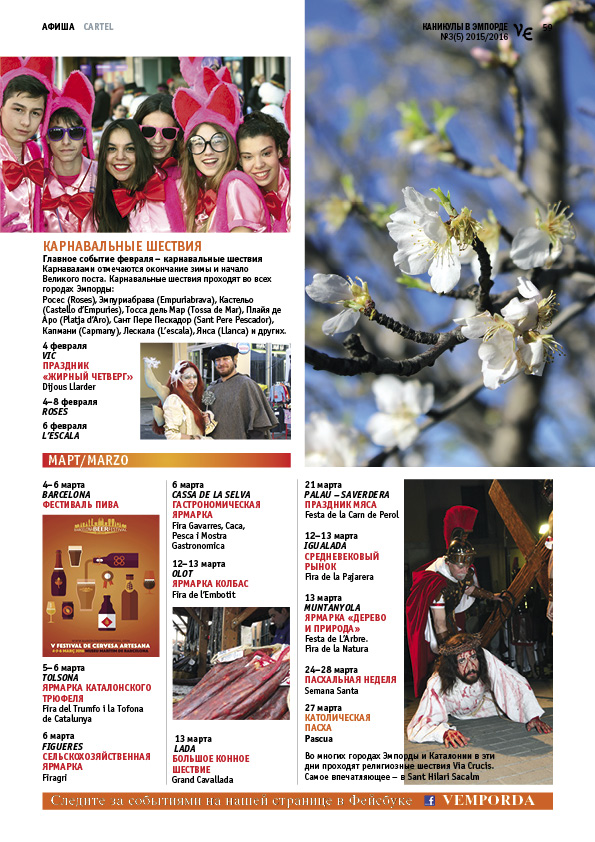 АФИША CARTEL
КАНИКУЛЫ В ЭМПОРДЕ
№3(5) 2015/2016
VE
59
КАРНАВАЛЬНЫЕ ШЕСТВИЯ
Главное событие февраля – карнавальные шествия
Карнавалами отмечаются окончание зимы и начало
Великого поста. Карнавальные шествия проходят во всех
городах Эмпорды:
Росес (Roses), Эмпуриабрава (Empuriabrava), Кастельо
(Castello d’Empuries), Тосса дель Мар (Tossa de Mar), Плайя де
Аро (Platja d’Aro), Сант Пере Пескадор (Sant Pere Pescador),
Капмани (Capmany), Лескала (L’escala), Янса (Llanca) и других.
4 февраля
VIC
ПРАЗДНИК
«ЖИРНЫЙ ЧЕТВЕРГ»
Dijous Llarder
4–8 февраля
ROSES
6 февраля
L’ESCALA
МАРТ/MARZO
4–6 марта
BARCELONA
ФЕСТИВАЛЬ ПИВА
BEER FESTIVAL
V FESTIVAL DE CERVESA ARTESANA
5–6 марта
TOLSONA
ЯРМАРКА КАТАЛОНСКОГО
ТРЮФЕЛЯ
Fira del Trumfo i la Tofona
de Catalunya
6 марта
FIGUERES
СЕЛЬСКОХОЗЯЙСТВЕННАЯ
ЯРМАРКА
Firagri
6 марта
CASSA DE LA SELVA
ГАСТРОНОМИЧЕСКАЯ
ЯРМАРКА
Fira Gavarres, Caca,
Pesca i Mostra
Gastronomica
12–13 марта
OLOT
ЯРМАРКА КОЛБАС
Fira de l’Embotit
13 марта
LADA
БОЛЬШОЕ КОННОЕ
ШЕСТВИЕ
Grand Cavallada
21 марта
PALAU – SAVERDERA
ПРАЗДНИК МЯСА
Festa de la Carn de Perol
12–13 марта
IGUALADA
СРЕДНЕВЕКОВЫЙ
РЫНОК
Fira de la Pajarera
13 марта
MUNTANYOLA
ЯРМАРКА «ДЕРЕВО
И ПРИРОДА»
Festa de L’Arbre.
Fira de la Natura
24–28 марта
ПАСХАЛЬНАЯ НЕДЕЛЯ
Semana Santa
27 марта
КАТОЛИЧЕСКАЯ
ПАСХА
Pascua
Во многих городах Эмпорды и Каталонии в эти
дни проходят религиозные шествия Via Crucis.
Самое впечатляющее – в Sant Hilari Sacalm
Следите за событиями на нашей странице в Фейсбуке f VEMPORDA